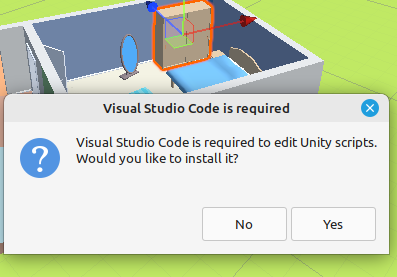 Visual Studio Code is required
Visual Studio Code is required to edit Unity scripts.
Would you like to install it?
No
Yes